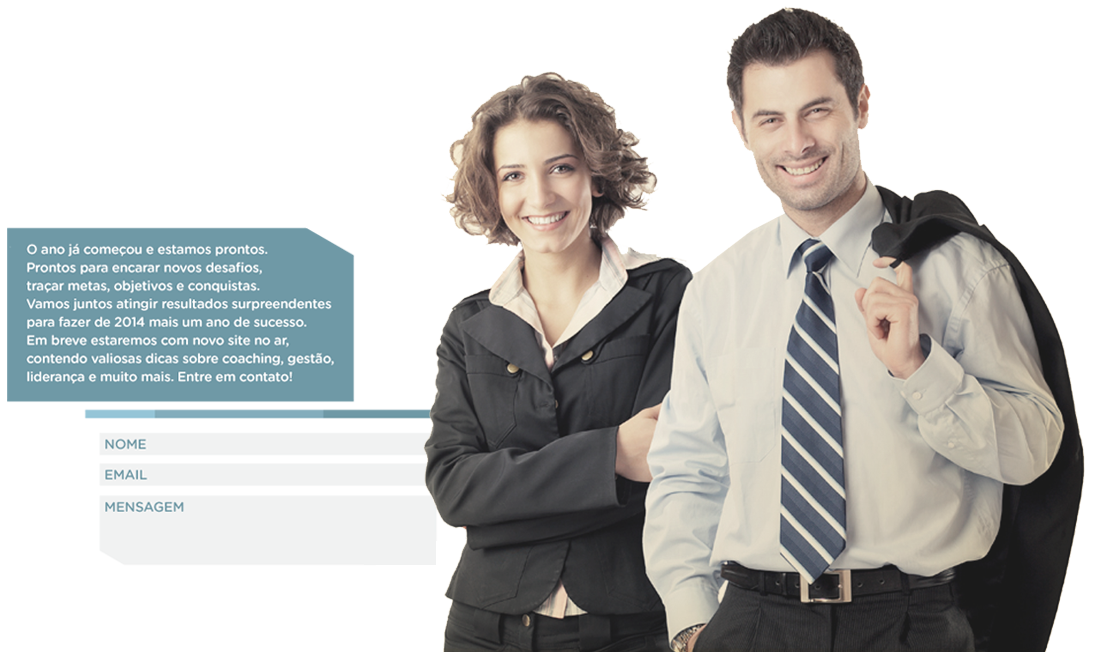 O ano já começou e estamos prontos.
Prontos para encarar novos desafios,
traçar metas, objetivos e conquistas.
Vamos juntos atingir resultados surpreendentes
para fazer de 2014 mais um ano de sucesso.
Em breve estaremos com novo site no ar,
contendo valiosas dicas sobre coaching, gestão,
liderança e muito mais. Entre em contato!
NOME
EMAIL
MENSAGEM